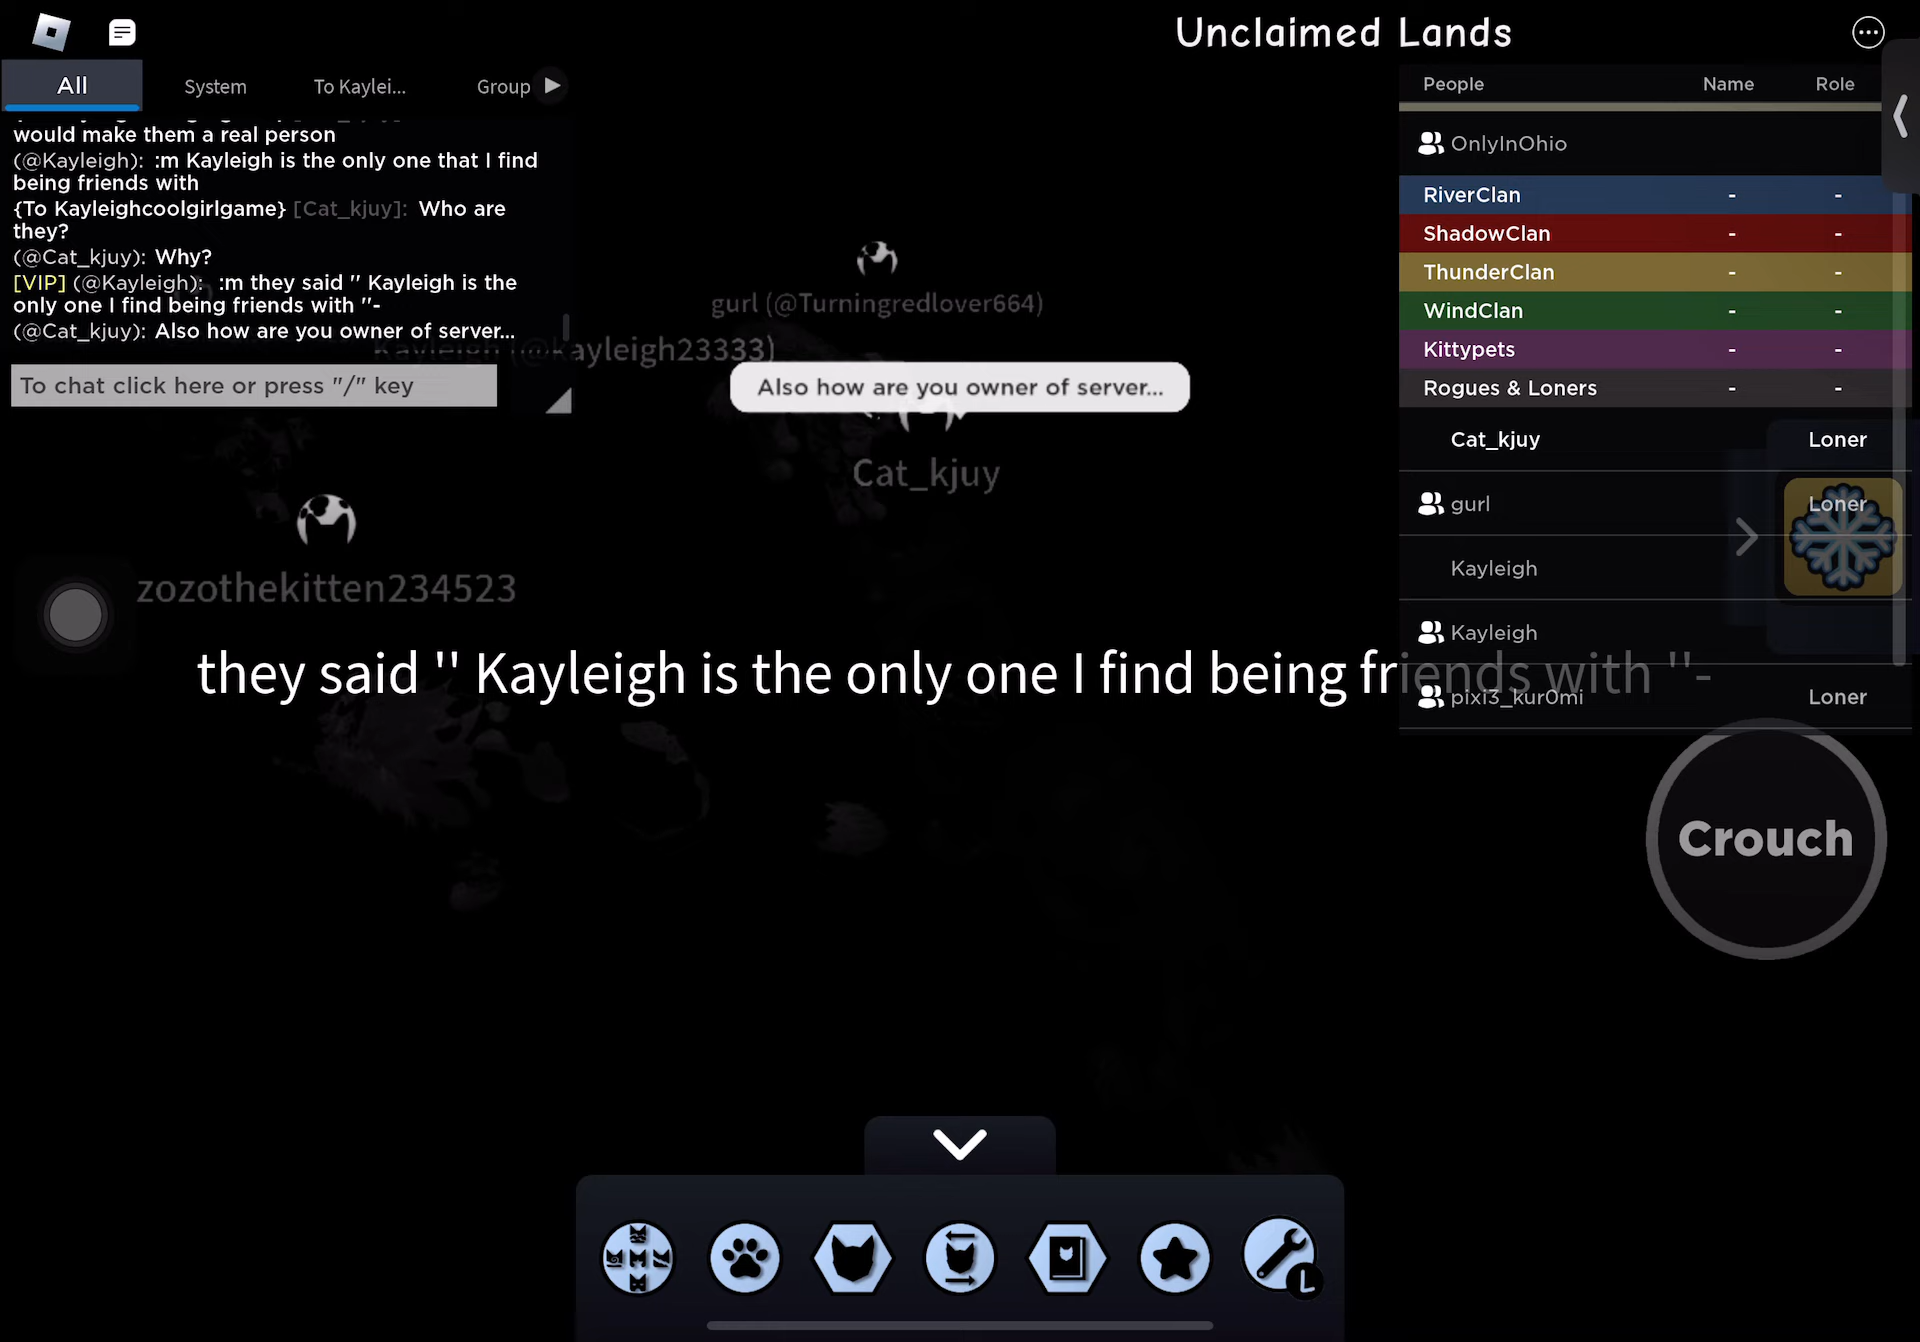 Unclaimed Lands
All
System
To Kaylei...
Group
People
Name
Role
would make them a real person
(@Kayleigh): :m Kayleigh is the only one that I find
being friends with
{To Kayleighcoolgirlgame} [Cat_kjuy]: Who are
they?
(@Cat_kjuy): Why?
[VIP] (@Kayleigh): :m they said '' Kayleigh is the
only one I find being friends with ''-
(@Cat_kjuy): Also how are you owner of server...
To chat click here or press "/" key
gurl (@Turningredlover664)
Kayleigh (@kayleigh23333)
Also how are you owner of server...
Cat_kjuy
zozothekitten234523
they said '' Kayleigh is the only one I find being friends with ''-
OnlyInOhio
RiverClan - -
ShadowClan - -
ThunderClan - -
WindClan - -
Kittypets - -
Rogues & Loners - -
Cat_kjuy Loner
gurl Loner
Kayleigh
Kayleigh
pixi3_kur0mi Loner
Crouch
L